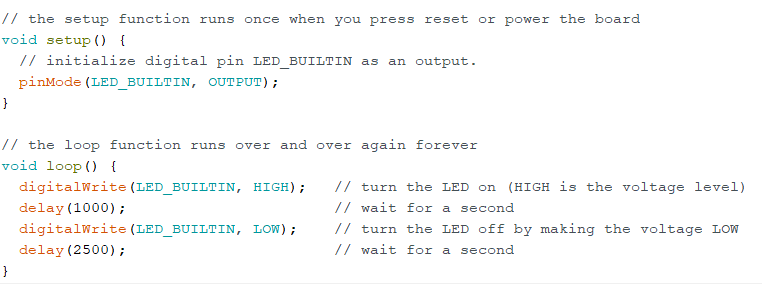 // the setup function runs once when you press reset or power the board
void setup() {
  // initialize digital pin LED_BUILTIN as an output.
  pinMode(LED_BUILTIN, OUTPUT);
}

// the loop function runs over and over again forever
void loop() {
  digitalWrite(LED_BUILTIN, HIGH);   // turn the LED on (HIGH is the voltage level)
  delay(1000);                       // wait for a second
  digitalWrite(LED_BUILTIN, LOW);    // turn the LED off by making the voltage LOW
  delay(2500);                       // wait for a second
}